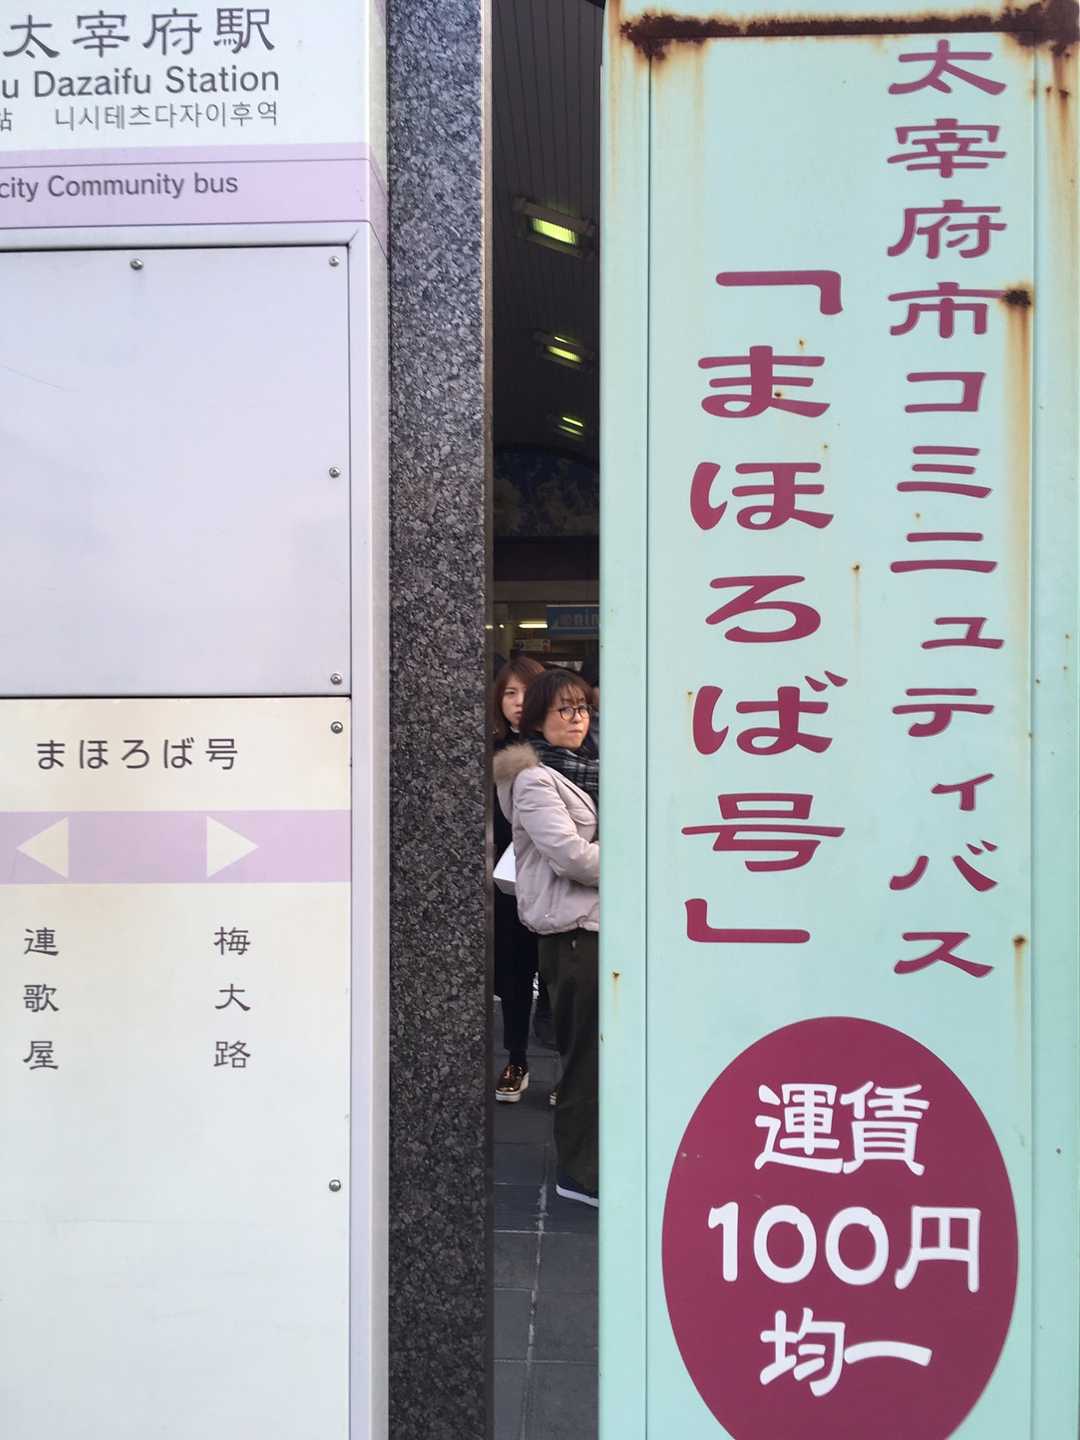 太宰府駅
u Dazaifu Station
站 니시테츠다자이후역
city Community bus
まほろば号
連歌屋
梅大路
太宰府市コミュニティバス
「まほろば号」
運賃
100円
均一